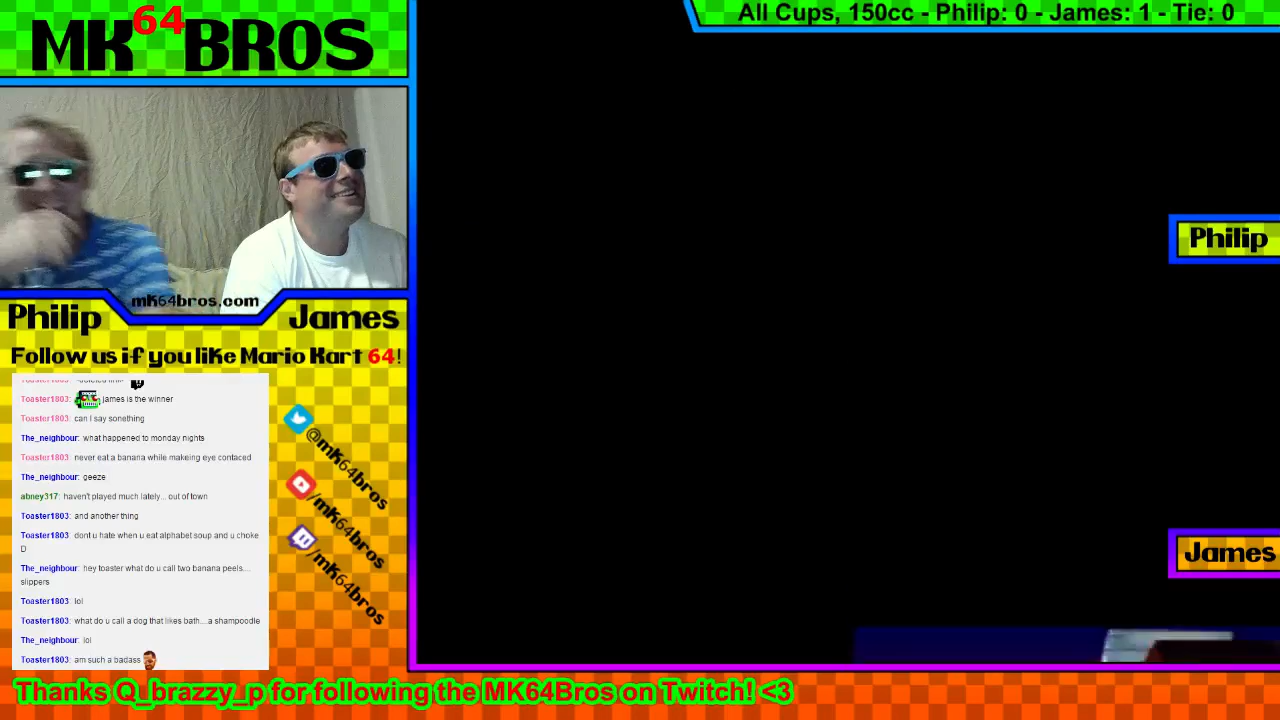 MK64BROS
All Cups, 150cc - Philip: 0 - James: 1 - Tie: 0
Philip
James
mk64bros.com
Philip
James
Follow us if you like Mario Kart 64!
Toaster1803: james is the winner
Toaster1803: can I say somthing
The_neighbour: what happened to monday nights
Toaster1803: never eat a banana while makeing eye contaced
The_neighbour: geeze
abney317: haven't played much lately... out of town
Toaster1803: and another thing
Toaster1803: dont u hate when u eat alphabet soup and u choke
D
The_neighbour: hey toaster what do u call two banana peels....
slippers
Toaster1803: lol
Toaster1803: what do u call a dog that likes bath....a shampoodle
The_neighbour: lol
Toaster1803: am such a badass
@mk64bros
/mk64bros
/mk64bros
Thanks Q_brazzy_p for following the MK64Bros on Twitch! <3